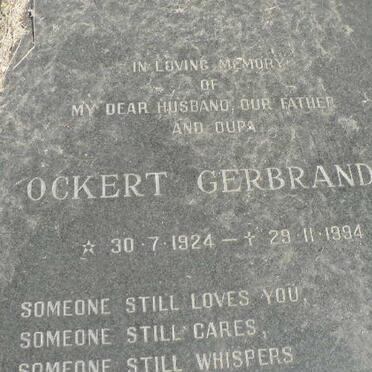 IN LOVING MEMORY
OF
MY DEAR HUSBAND, OUR FATHER
AND OUPA
OCKERT GERBRAND
☆ 30·7·1924 — ✝ 29·11·1994
SOMEONE STILL LOVES YOU,
SOMEONE STILL CARES,
SOMEONE STILL WHISPERS